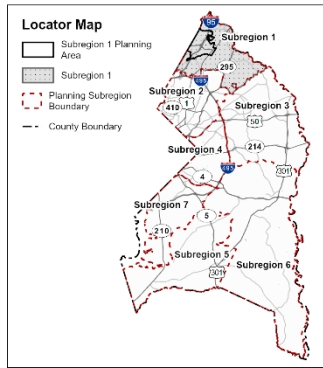 Locator Map
Subregion 1 Planning
Area
Subregion 1
Planning Subregion
Boundary
County Boundary
95
Subregion 1
295
Subregion 2
410
1
Subregion 3
50
Subregion 4
214
495
4
301
Subregion 7
5
210
Subregion 5
301
Subregion 6